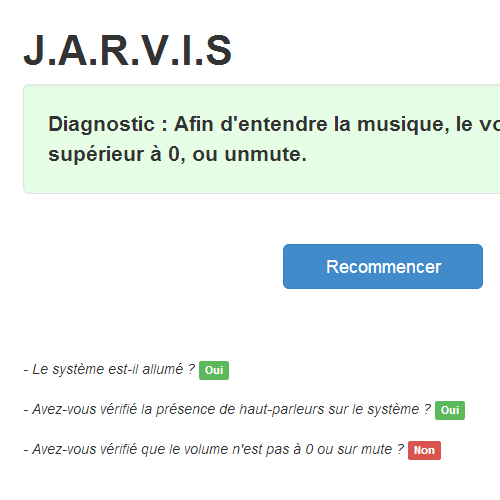 J.A.R.V.I.S
Diagnostic : Afin d'entendre la musique, le
supérieur à 0, ou unmute.
Recommencer
- Le système est-il allumé ? Oui
- Avez-vous vérifié la présence de haut-parleurs sur le système ? Oui
- Avez-vous vérifié que le volume n'est pas à 0 ou sur mute ? Non